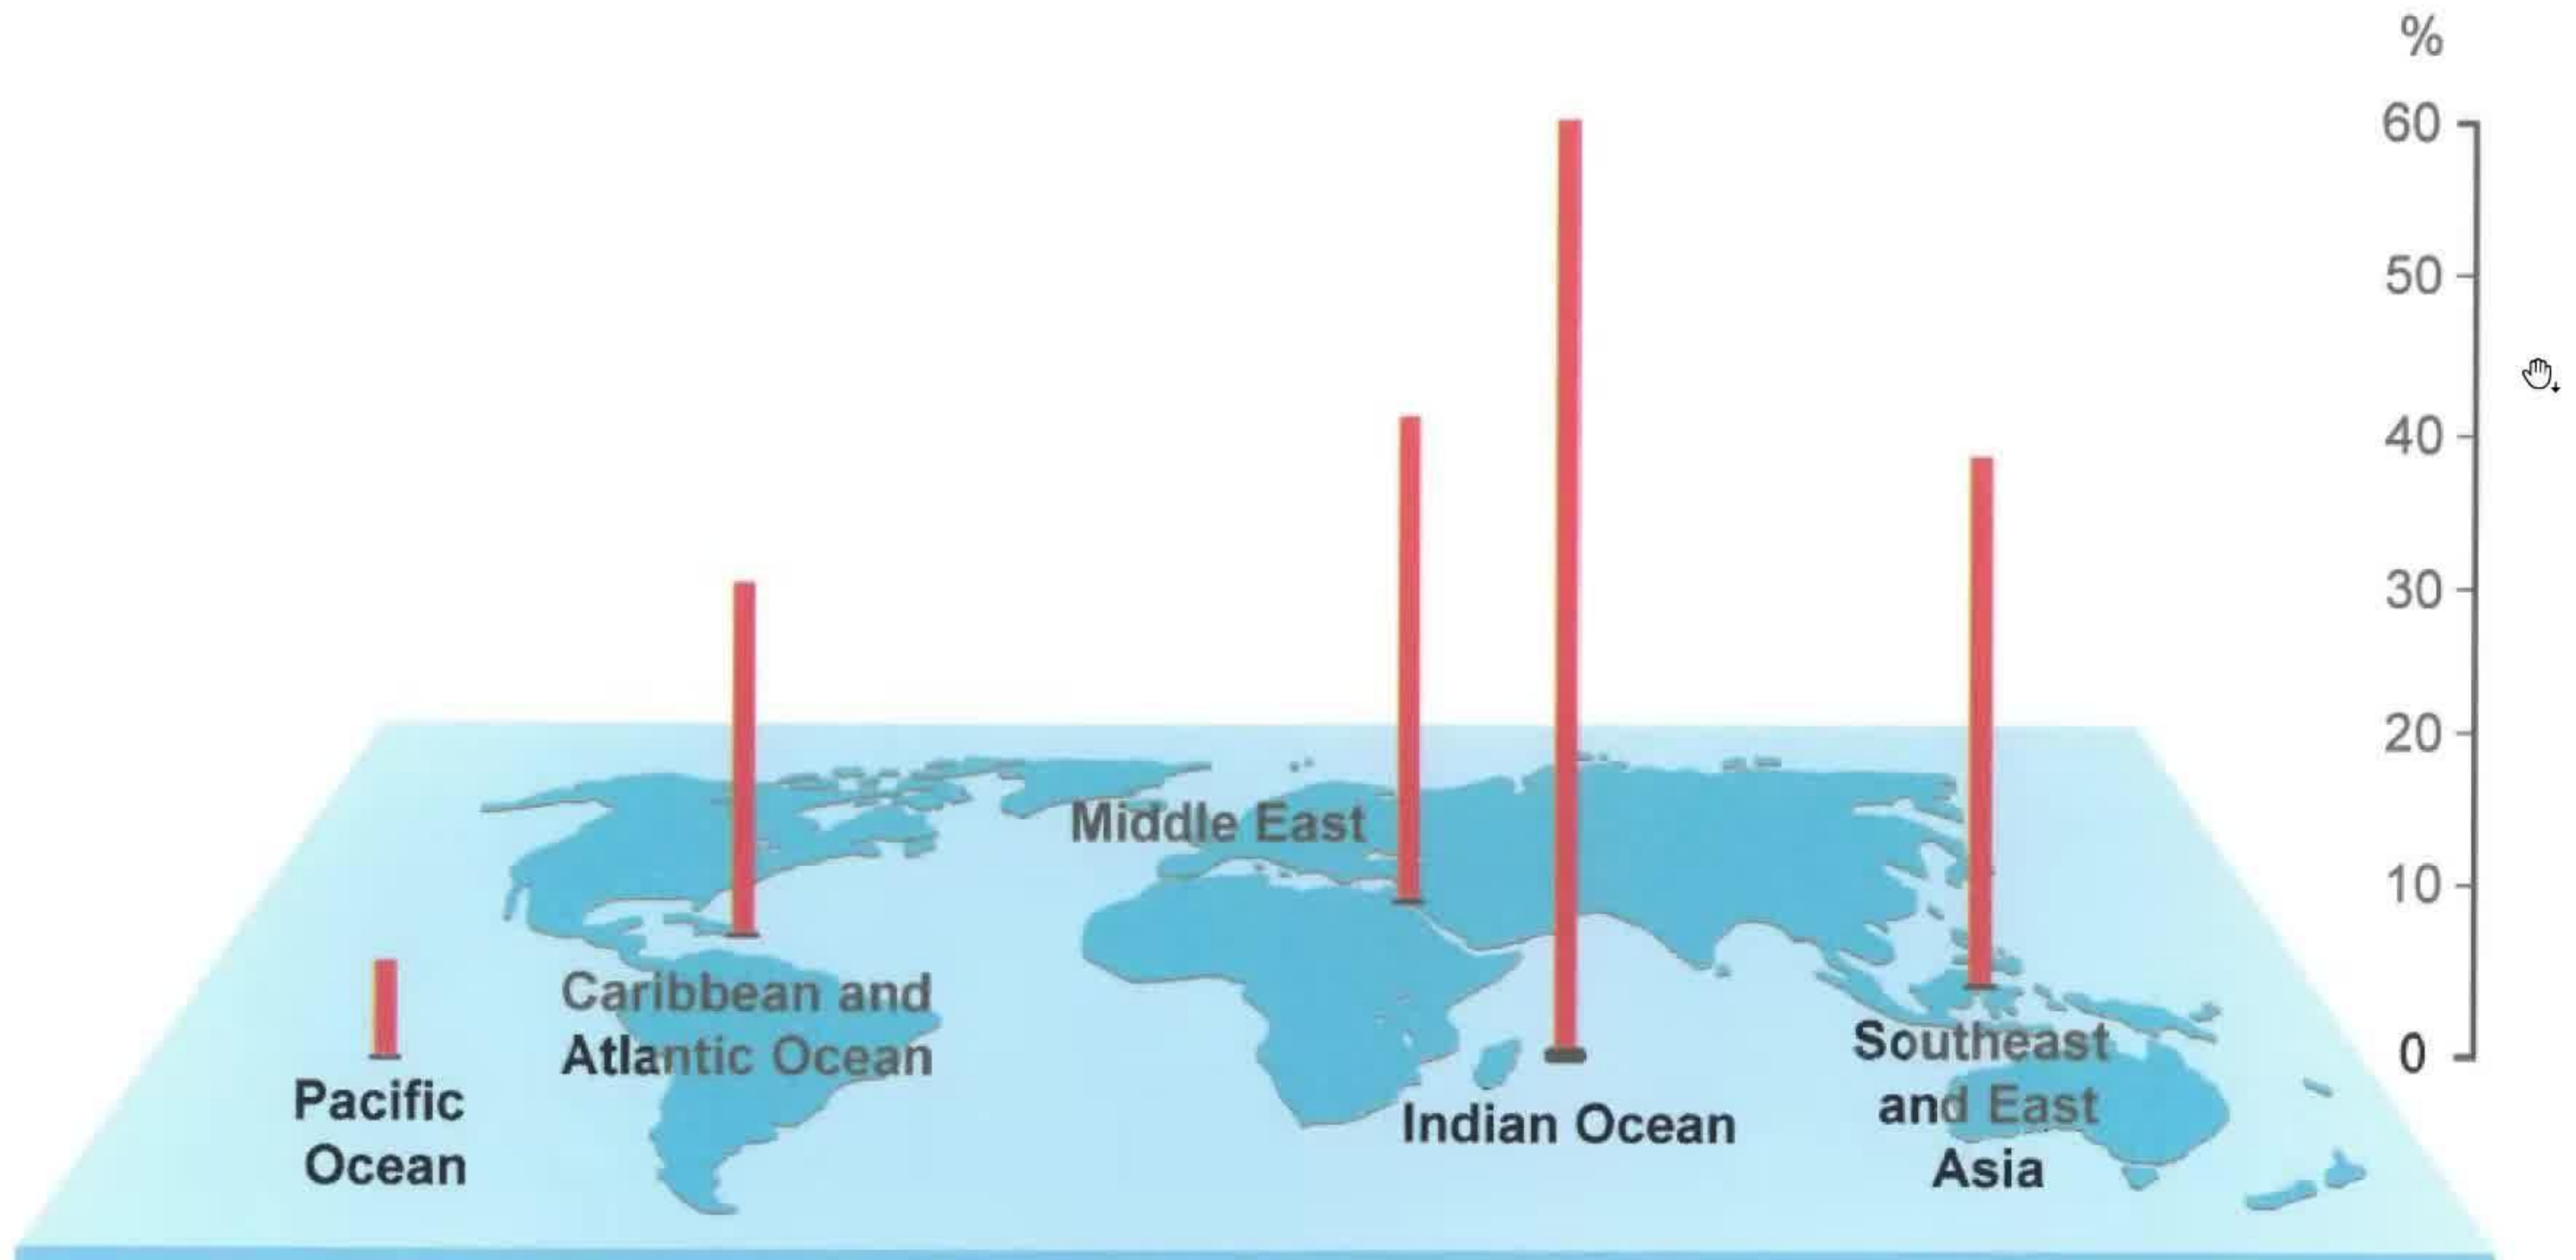 %
60
50
40
30
20
10
0
Middle East
Caribbean and
Atlantic Ocean
Pacific
Ocean
Indian Ocean
Southeast
and East
Asia